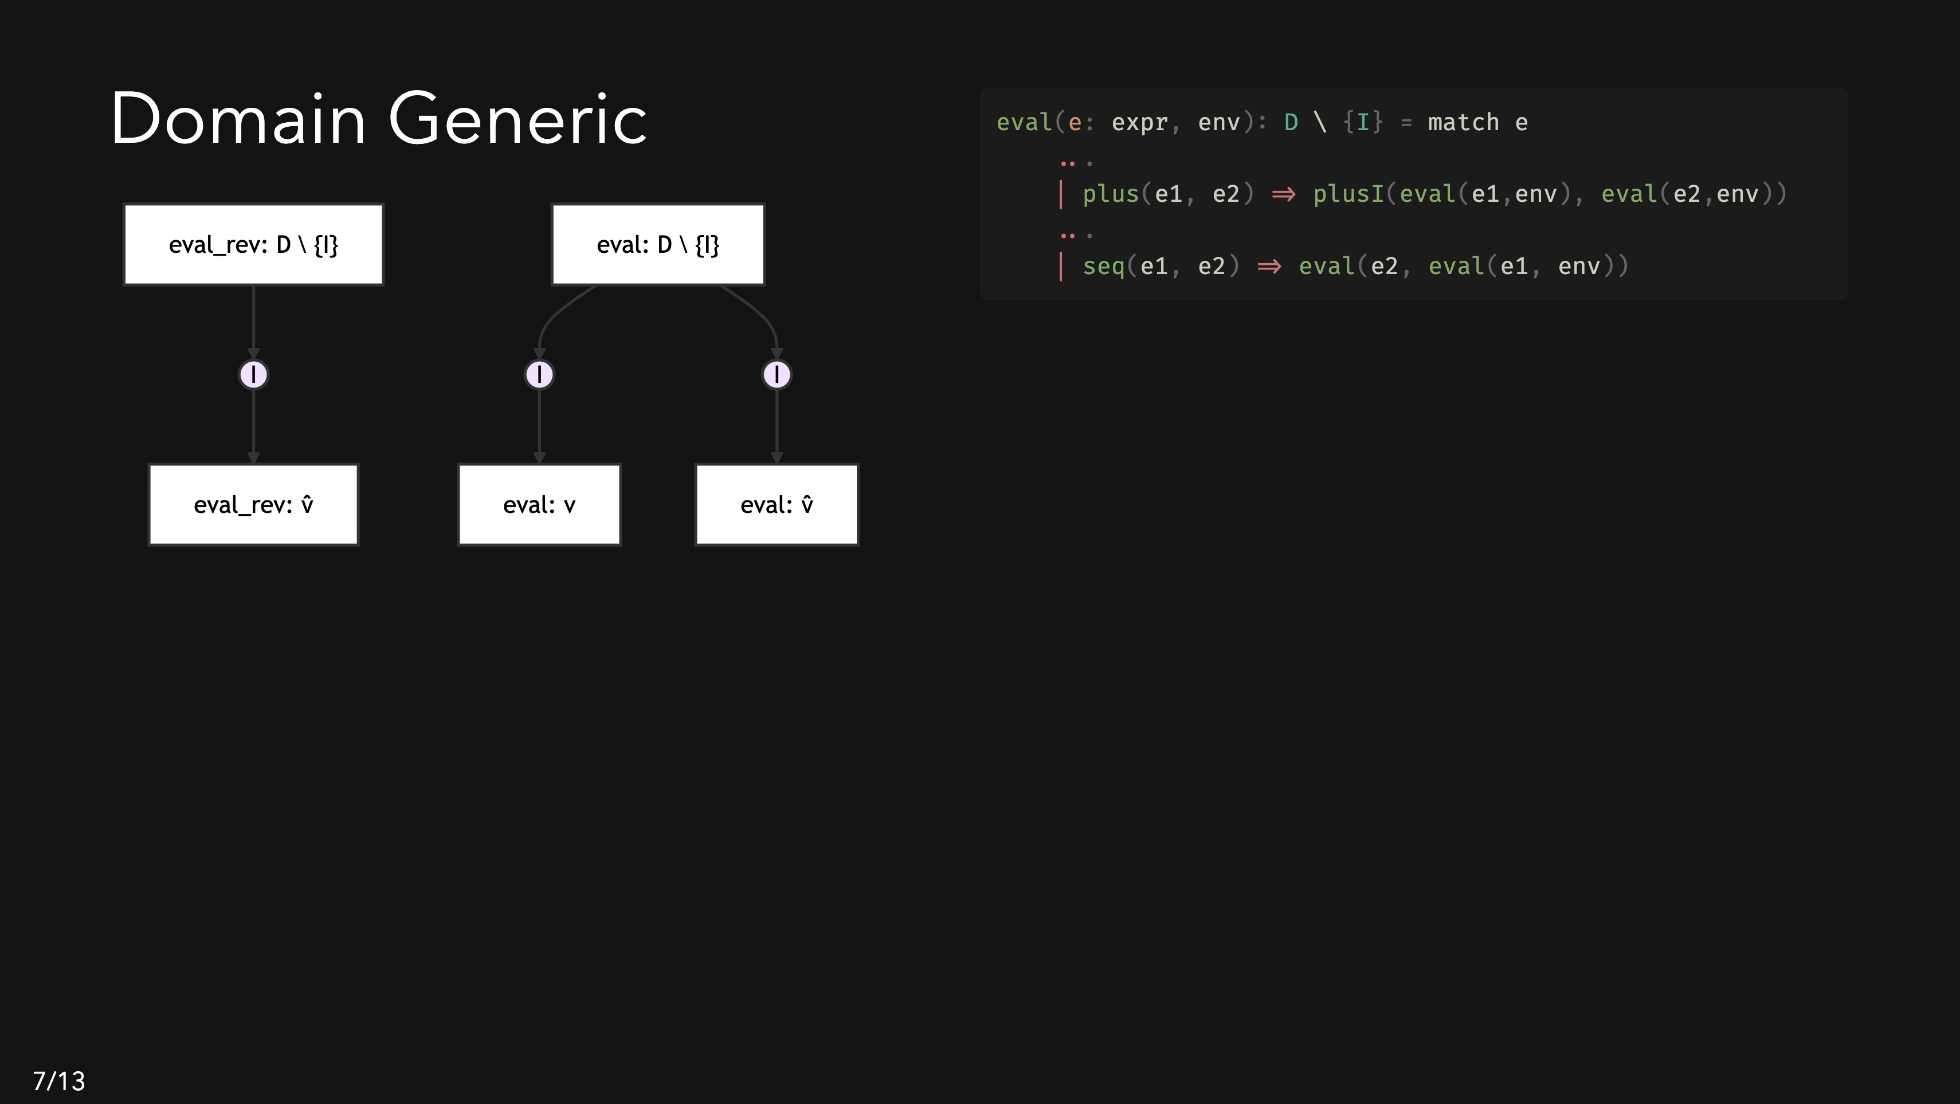 Domain Generic
eval_rev: D \ {I}
eval: D \ {I}
I
I
I
eval_rev: v̂
eval: v
eval: v̂
eval(e: expr, env): D \ {I} = match e
...
| plus(e1, e2) ⇒ plusI(eval(e1,env), eval(e2,env))
...
| seq(e1, e2) ⇒ eval(e2, eval(e1, env))
7/13